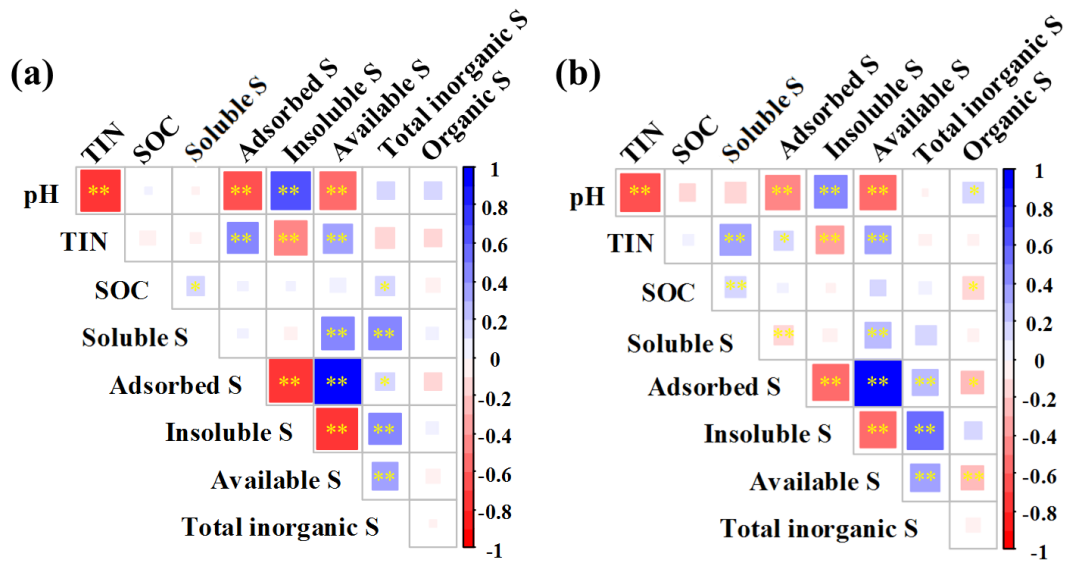 (a)
TIN
SOC
Soluble S
Adsorbed S
Insoluble S
Available S
Total inorganic S
Organic S
pH ** ** ** **
TIN ** ** **
SOC * *
Soluble S ** **
Adsorbed S ** ** *
Insoluble S ** **
Available S **
Total inorganic S
1
0.8
0.6
0.4
0.2
0
-0.2
-0.4
-0.6
-0.8
-1
(b)
TIN
SOC
Soluble S
Adsorbed S
Insoluble S
Available S
Total inorganic S
Organic S
pH ** ** ** ** *
TIN ** * ** **
SOC ** *
Soluble S ** **
Adsorbed S ** ** ** *
Insoluble S ** **
Available S ** **
Total inorganic S
1
0.8
0.6
0.4
0.2
0
-0.2
-0.4
-0.6
-0.8
-1